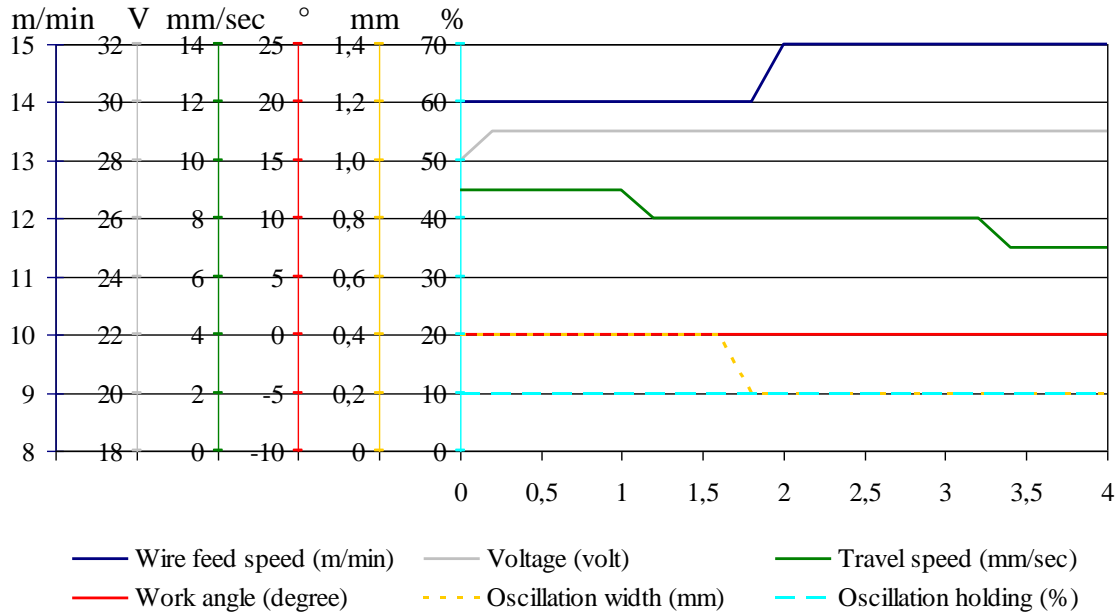 m/min V mm/sec ° mm %
15 32 14 25 1,4 70
14 30 12 20 1,2 60
13 28 10 15 1,0 50
12 26 8 10 0,8 40
11 24 6 5 0,6 30
10 22 4 0 0,4 20
9 20 2 -5 0,2 10
8 18 0 -10 0 0
0 0,5 1 1,5 2 2,5 3 3,5 4
Wire feed speed (m/min) Voltage (volt) Travel speed (mm/sec)
Work angle (degree) Oscillation width (mm) Oscillation holding (%)